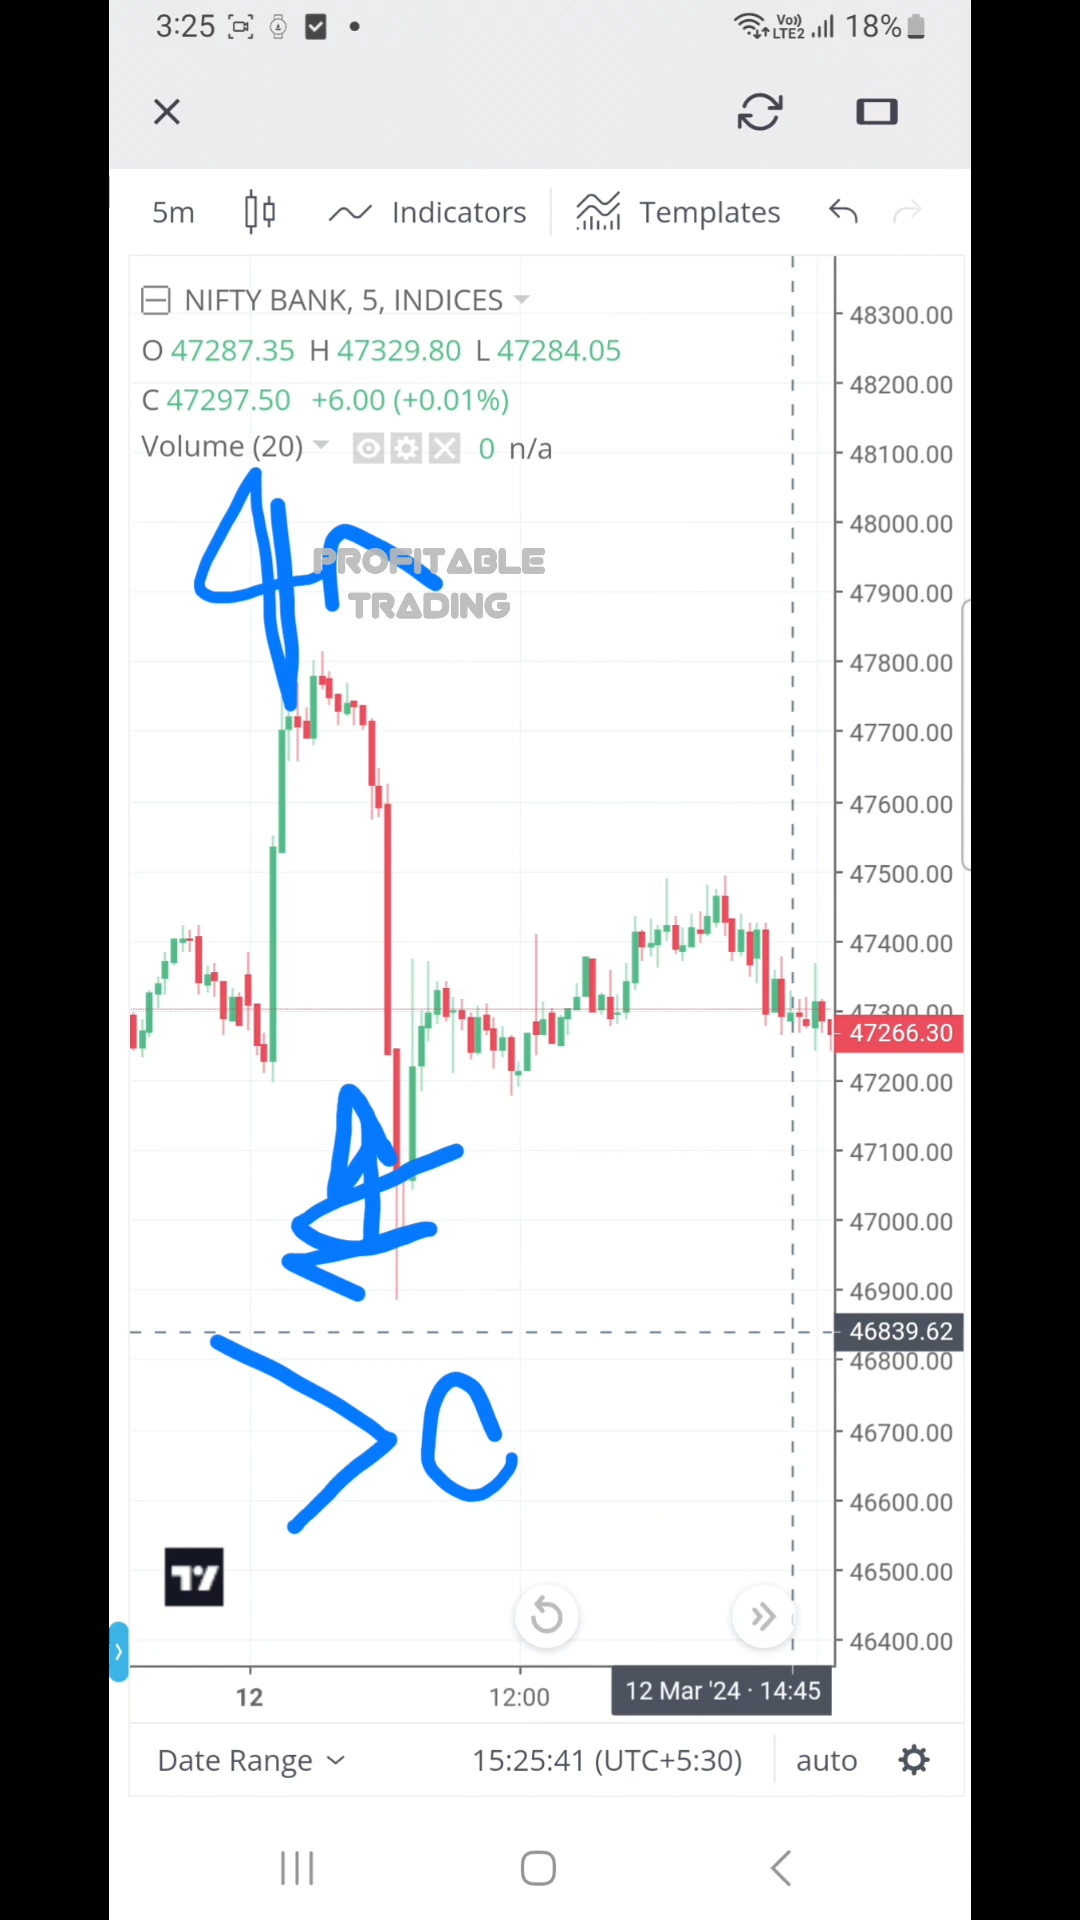 3:25 Vo)) LTE2 18%
5m Indicators Templates
NIFTY BANK, 5, INDICES
O 47287.35 H 47329.80 L 47284.05
C 47297.50 +6.00 (+0.01%)
Volume (20) 0 n/a
PROFITABLE
TRADING
48300.00
48200.00
48100.00
48000.00
47900.00
47800.00
47700.00
47600.00
47500.00
47400.00
47300.00
47266.30
47200.00
47100.00
47000.00
46900.00
46839.62
46800.00
46700.00
46600.00
46500.00
46400.00
12 12:00 12 Mar '24 · 14:45
Date Range 15:25:41 (UTC+5:30) auto